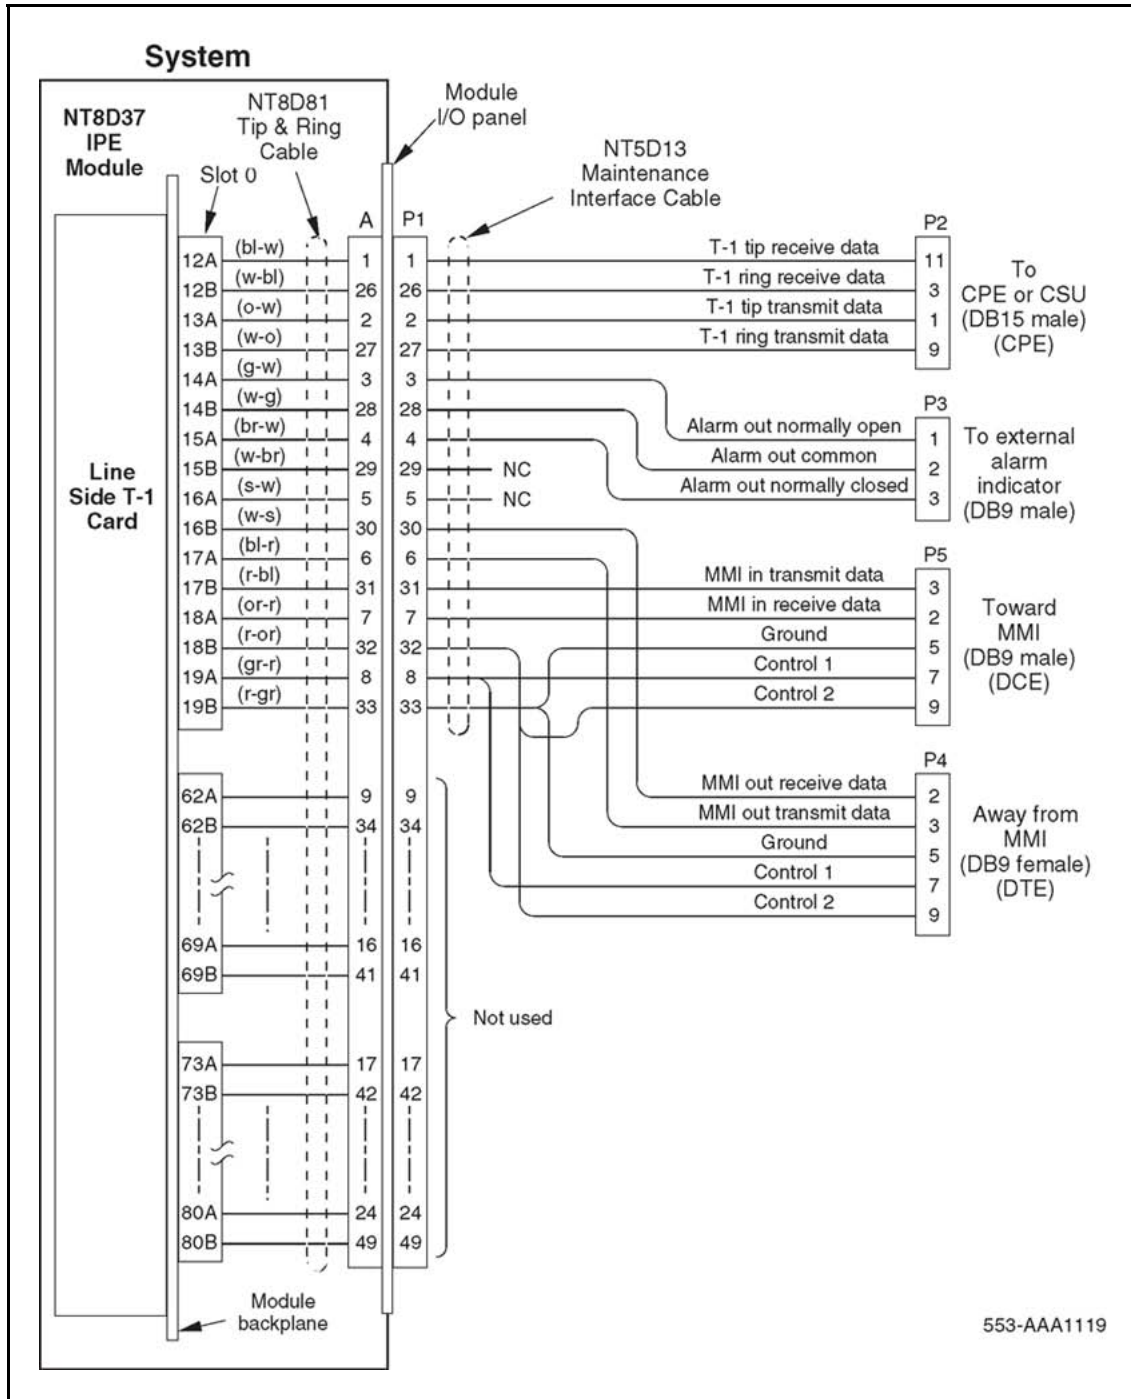 System
NT8D37
IPE
Module
NT8D81
Tip & Ring
Cable
Slot 0
Module
I/O panel
NT5D13
Maintenance
Interface Cable
A P1
P2
12A (bl-w) 1 1 T-1 tip receive data 11
12B (w-bl) 26 26 T-1 ring receive data 3
13A (o-w) 2 2 T-1 tip transmit data 1
13B (w-o) 27 27 T-1 ring transmit data 9
To
CPE or CSU
(DB15 male)
(CPE)
14A (g-w) 3 3
14B (w-g) 28 28
15A (br-w) 4 4
15B (w-br) 29 29 NC
16A (s-w) 5 5 NC
16B (w-s) 30 30
17A (bl-r) 6 6
17B (r-bl) 31 31
18A (or-r) 7 7
18B (r-or) 32 32
19A (gr-r) 8 8
19B (r-gr) 33 33
Line
Side T-1
Card
P3
Alarm out normally open 1
Alarm out common 2
Alarm out normally closed 3
To external
alarm
indicator
(DB9 male)
P5
MMI in transmit data 3
MMI in receive data 2
Ground 5
Control 1 7
Control 2 9
Toward
MMI
(DB9 male)
(DCE)
P4
MMI out receive data 2
MMI out transmit data 3
Ground 5
Control 1 7
Control 2 9
Away from
MMI
(DB9 female)
(DTE)
62A 9 9
62B 34 34
69A 16 16
69B 41 41
Not used
73A 17 17
73B 42 42
80A 24 24
80B 49 49
Module
backplane
553-AAA1119